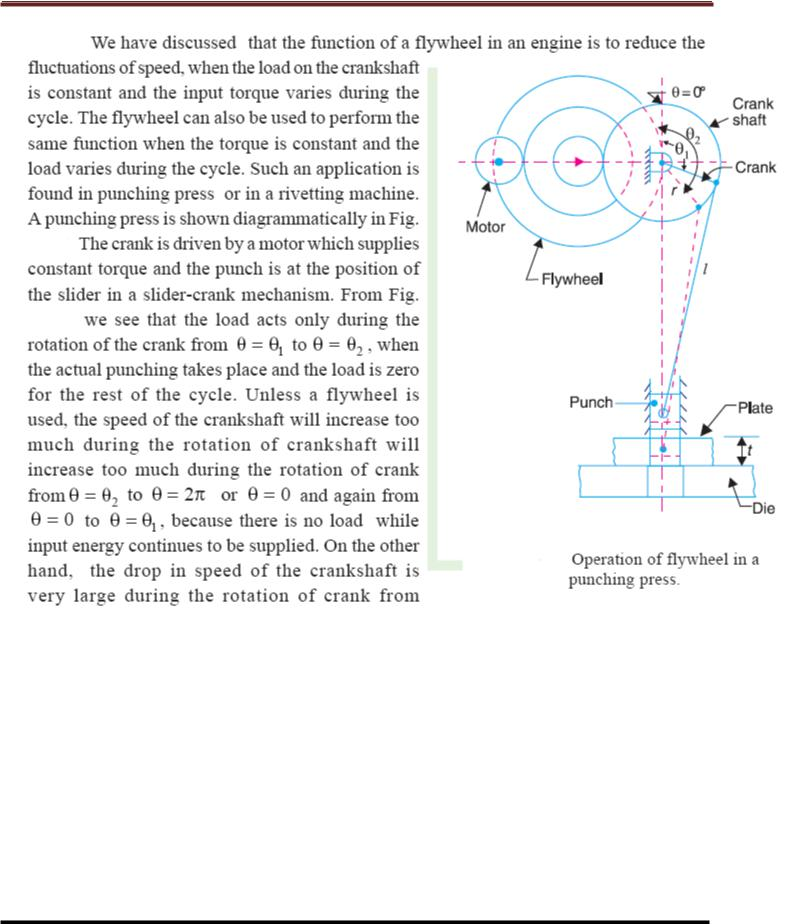 We have discussed that the function of a flywheel in an engine is to reduce the
fluctuations of speed, when the load on the crankshaft
is constant and the input torque varies during the
cycle. The flywheel can also be used to perform the
same function when the torque is constant and the
load varies during the cycle. Such an application is
found in punching press or in a rivetting machine.
A punching press is shown diagrammatically in Fig.
The crank is driven by a motor which supplies
constant torque and the punch is at the position of
the slider in a slider-crank mechanism. From Fig.
we see that the load acts only during the
rotation of the crank from θ = θ₁ to θ = θ₂ , when
the actual punching takes place and the load is zero
for the rest of the cycle. Unless a flywheel is
used, the speed of the crankshaft will increase too
much during the rotation of crankshaft will
increase too much during the rotation of crank
from θ = θ₂ to θ = 2π or θ = 0 and again from
θ = 0 to θ = θ₁ , because there is no load while
input energy continues to be supplied. On the other
hand, the drop in speed of the crankshaft is
very large during the rotation of crank from
θ=0°
Crank
shaft
θ₂
θ₁
Crank
r
Motor
Flywheel
l
Punch
Plate
t
Die
Operation of flywheel in a
punching press.